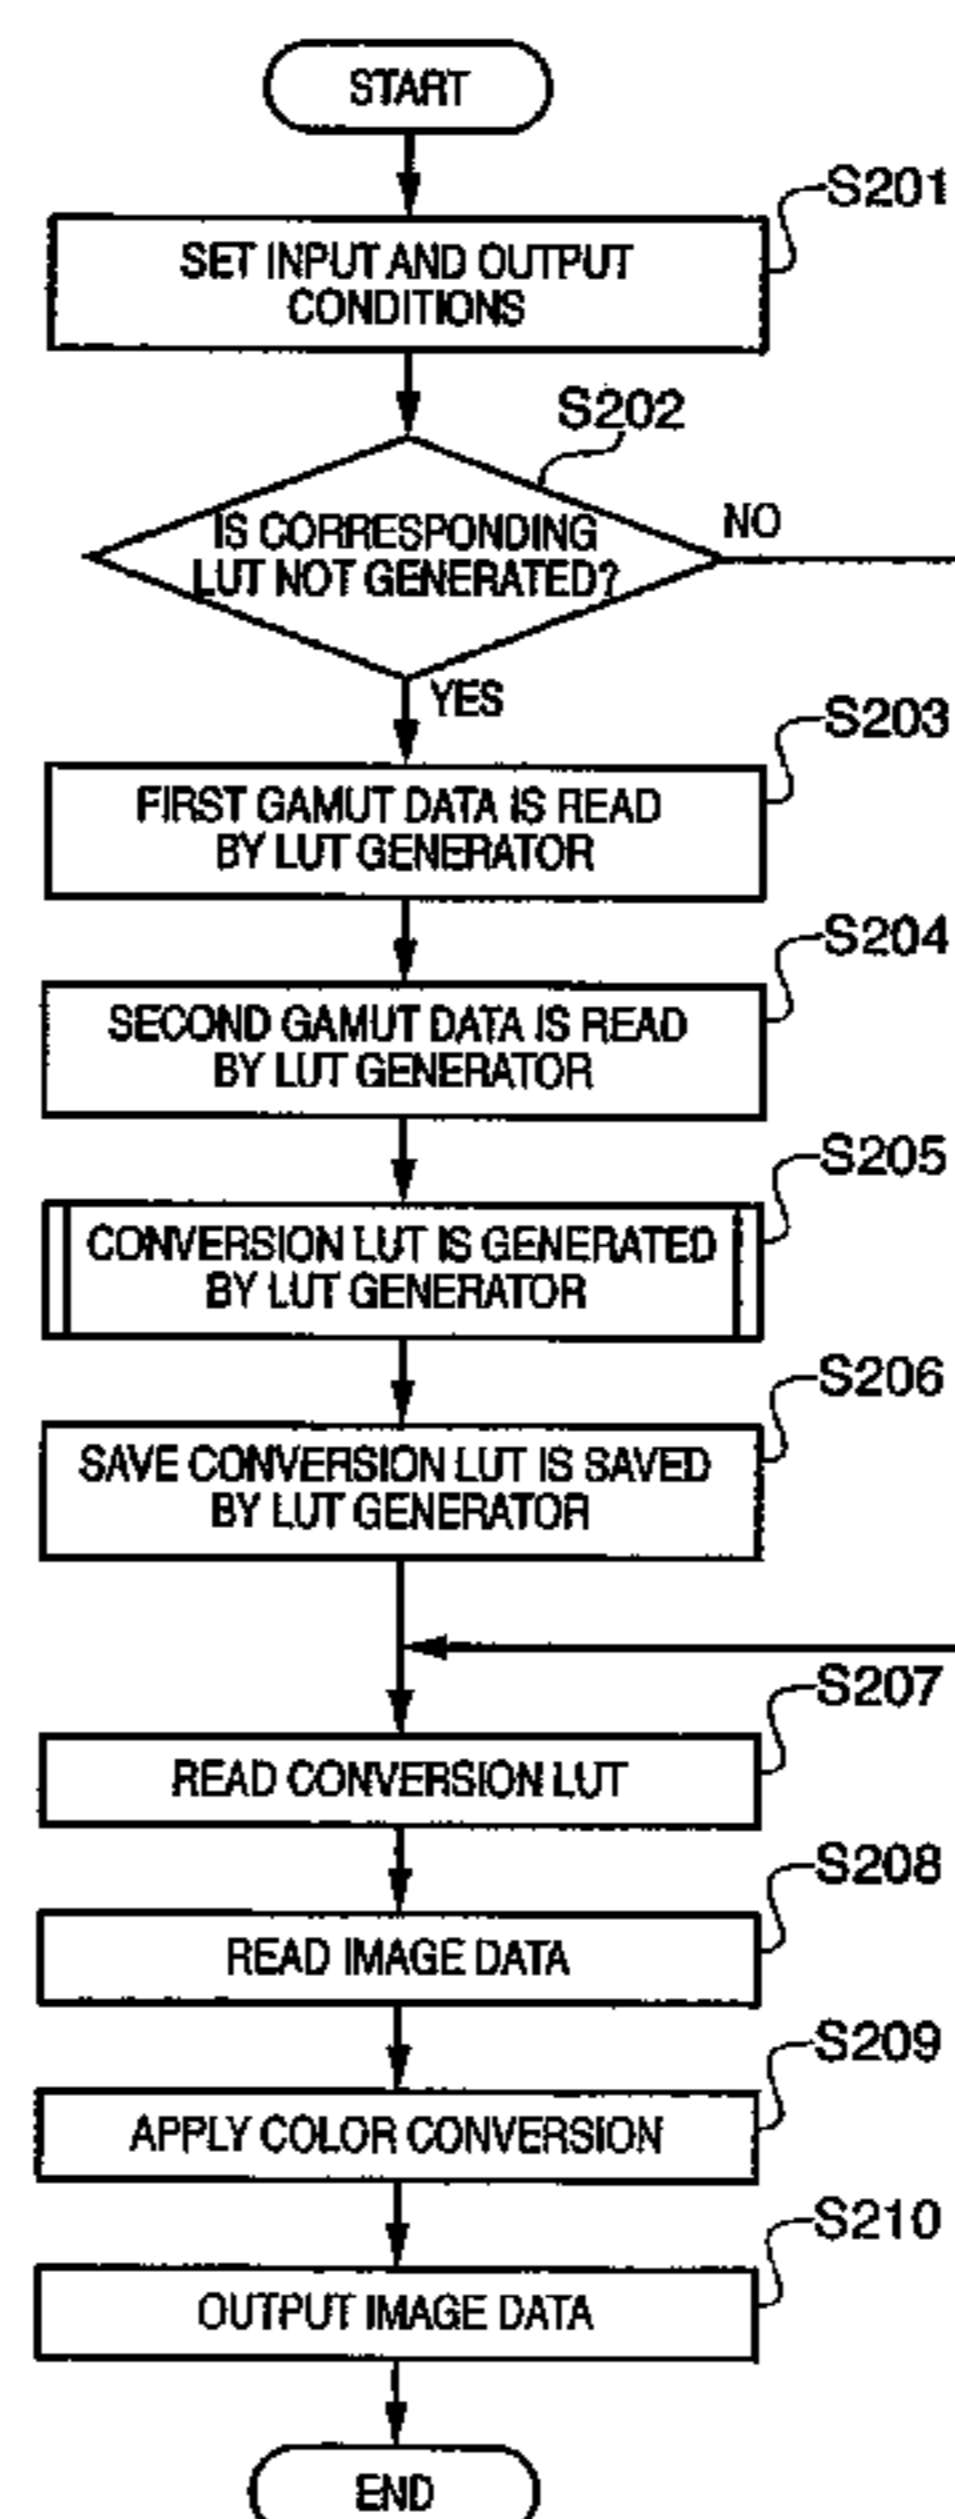 START
S201
SET INPUT AND OUTPUT
CONDITIONS
S202
IS CORRESPONDING
LUT NOT GENERATED?
NO
YES
S203
FIRST GAMUT DATA IS READ
BY LUT GENERATOR
S204
SECOND GAMUT DATA IS READ
BY LUT GENERATOR
S205
CONVERSION LUT IS GENERATED
BY LUT GENERATOR
S206
SAVE CONVERSION LUT IS SAVED
BY LUT GENERATOR
S207
READ CONVERSION LUT
S208
READ IMAGE DATA
S209
APPLY COLOR CONVERSION
S210
OUTPUT IMAGE DATA
END